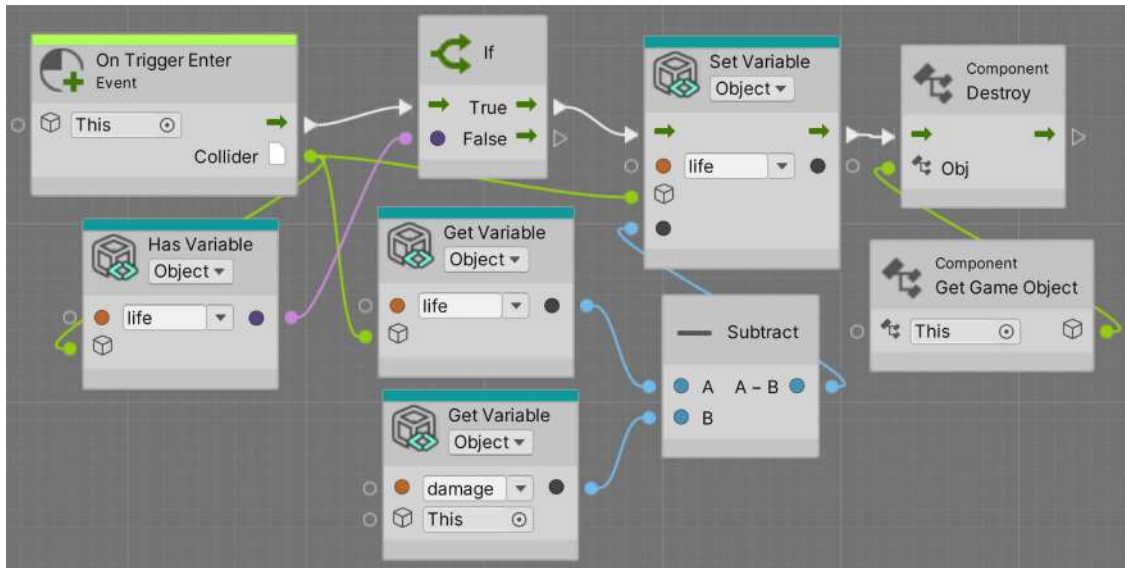 On Trigger Enter
Event
This
Collider
If
True
False
Set Variable
Object
life
Component
Destroy
Obj
Has Variable
Object
life
Get Variable
Object
life
Component
Get Game Object
This
Subtract
A A – B
B
Get Variable
Object
damage
This